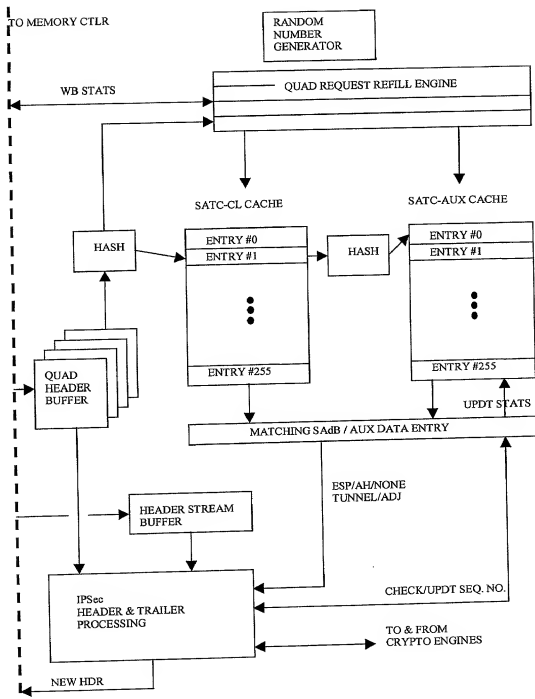 TO MEMORY CTLR
RANDOM
NUMBER
GENERATOR
QUAD REQUEST REFILL ENGINE
WB STATS
SATC-CL CACHE
SATC-AUX CACHE
HASH
ENTRY #0
ENTRY #1
ENTRY #255
HASH
ENTRY #0
ENTRY #1
ENTRY #255
QUAD
HEADER
BUFFER
UPDT STATS
MATCHING SAdB / AUX DATA ENTRY
ESP/AH/NONE
TUNNEL/ADJ
HEADER STREAM
BUFFER
IPSec
HEADER & TRAILER
PROCESSING
CHECK/UPDT SEQ. NO.
TO & FROM
CRYPTO ENGINES
NEW HDR